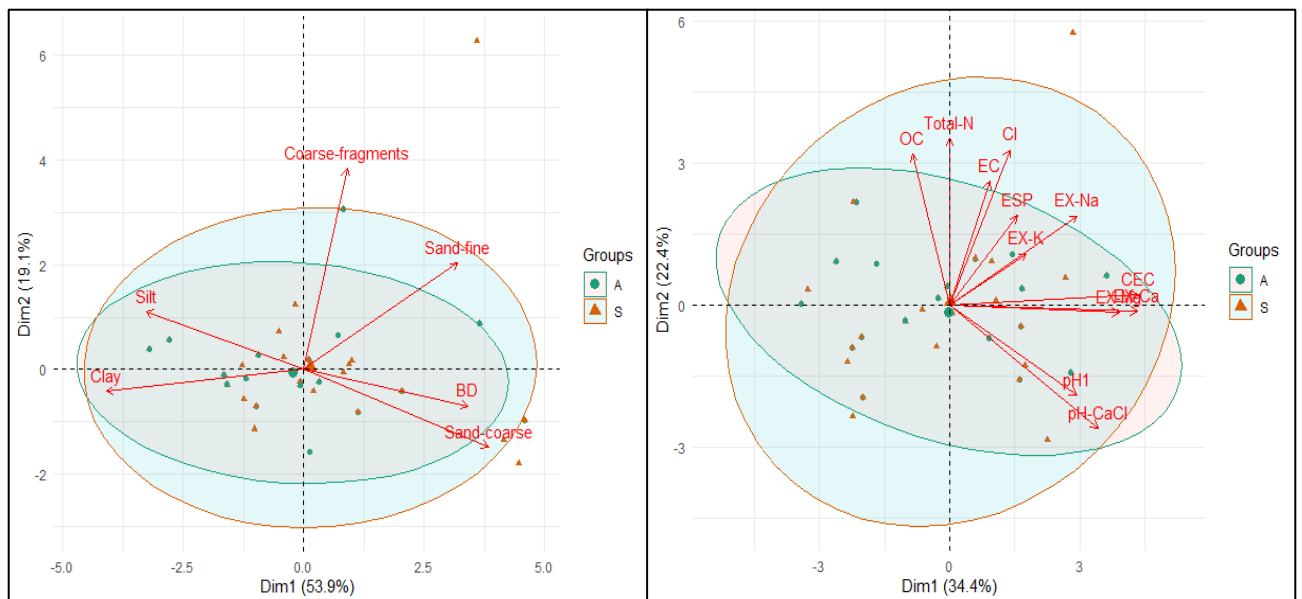 6
4
2
0
-2
Dim2 (19.1%)
Coarse-fragments
Sand-fine
Silt
Clay
BD
Sand-coarse
-5.0
-2.5
0.0
2.5
5.0
Dim1 (53.9%)
Groups
A
S
6
3
0
-3
Dim2 (22.4%)
Total-N
Cl
OC
EC
ESP
EX-Na
EX-K
CEC
pH1
pH-CaCl
-3
0
3
Dim1 (34.4%)
Groups
A
S